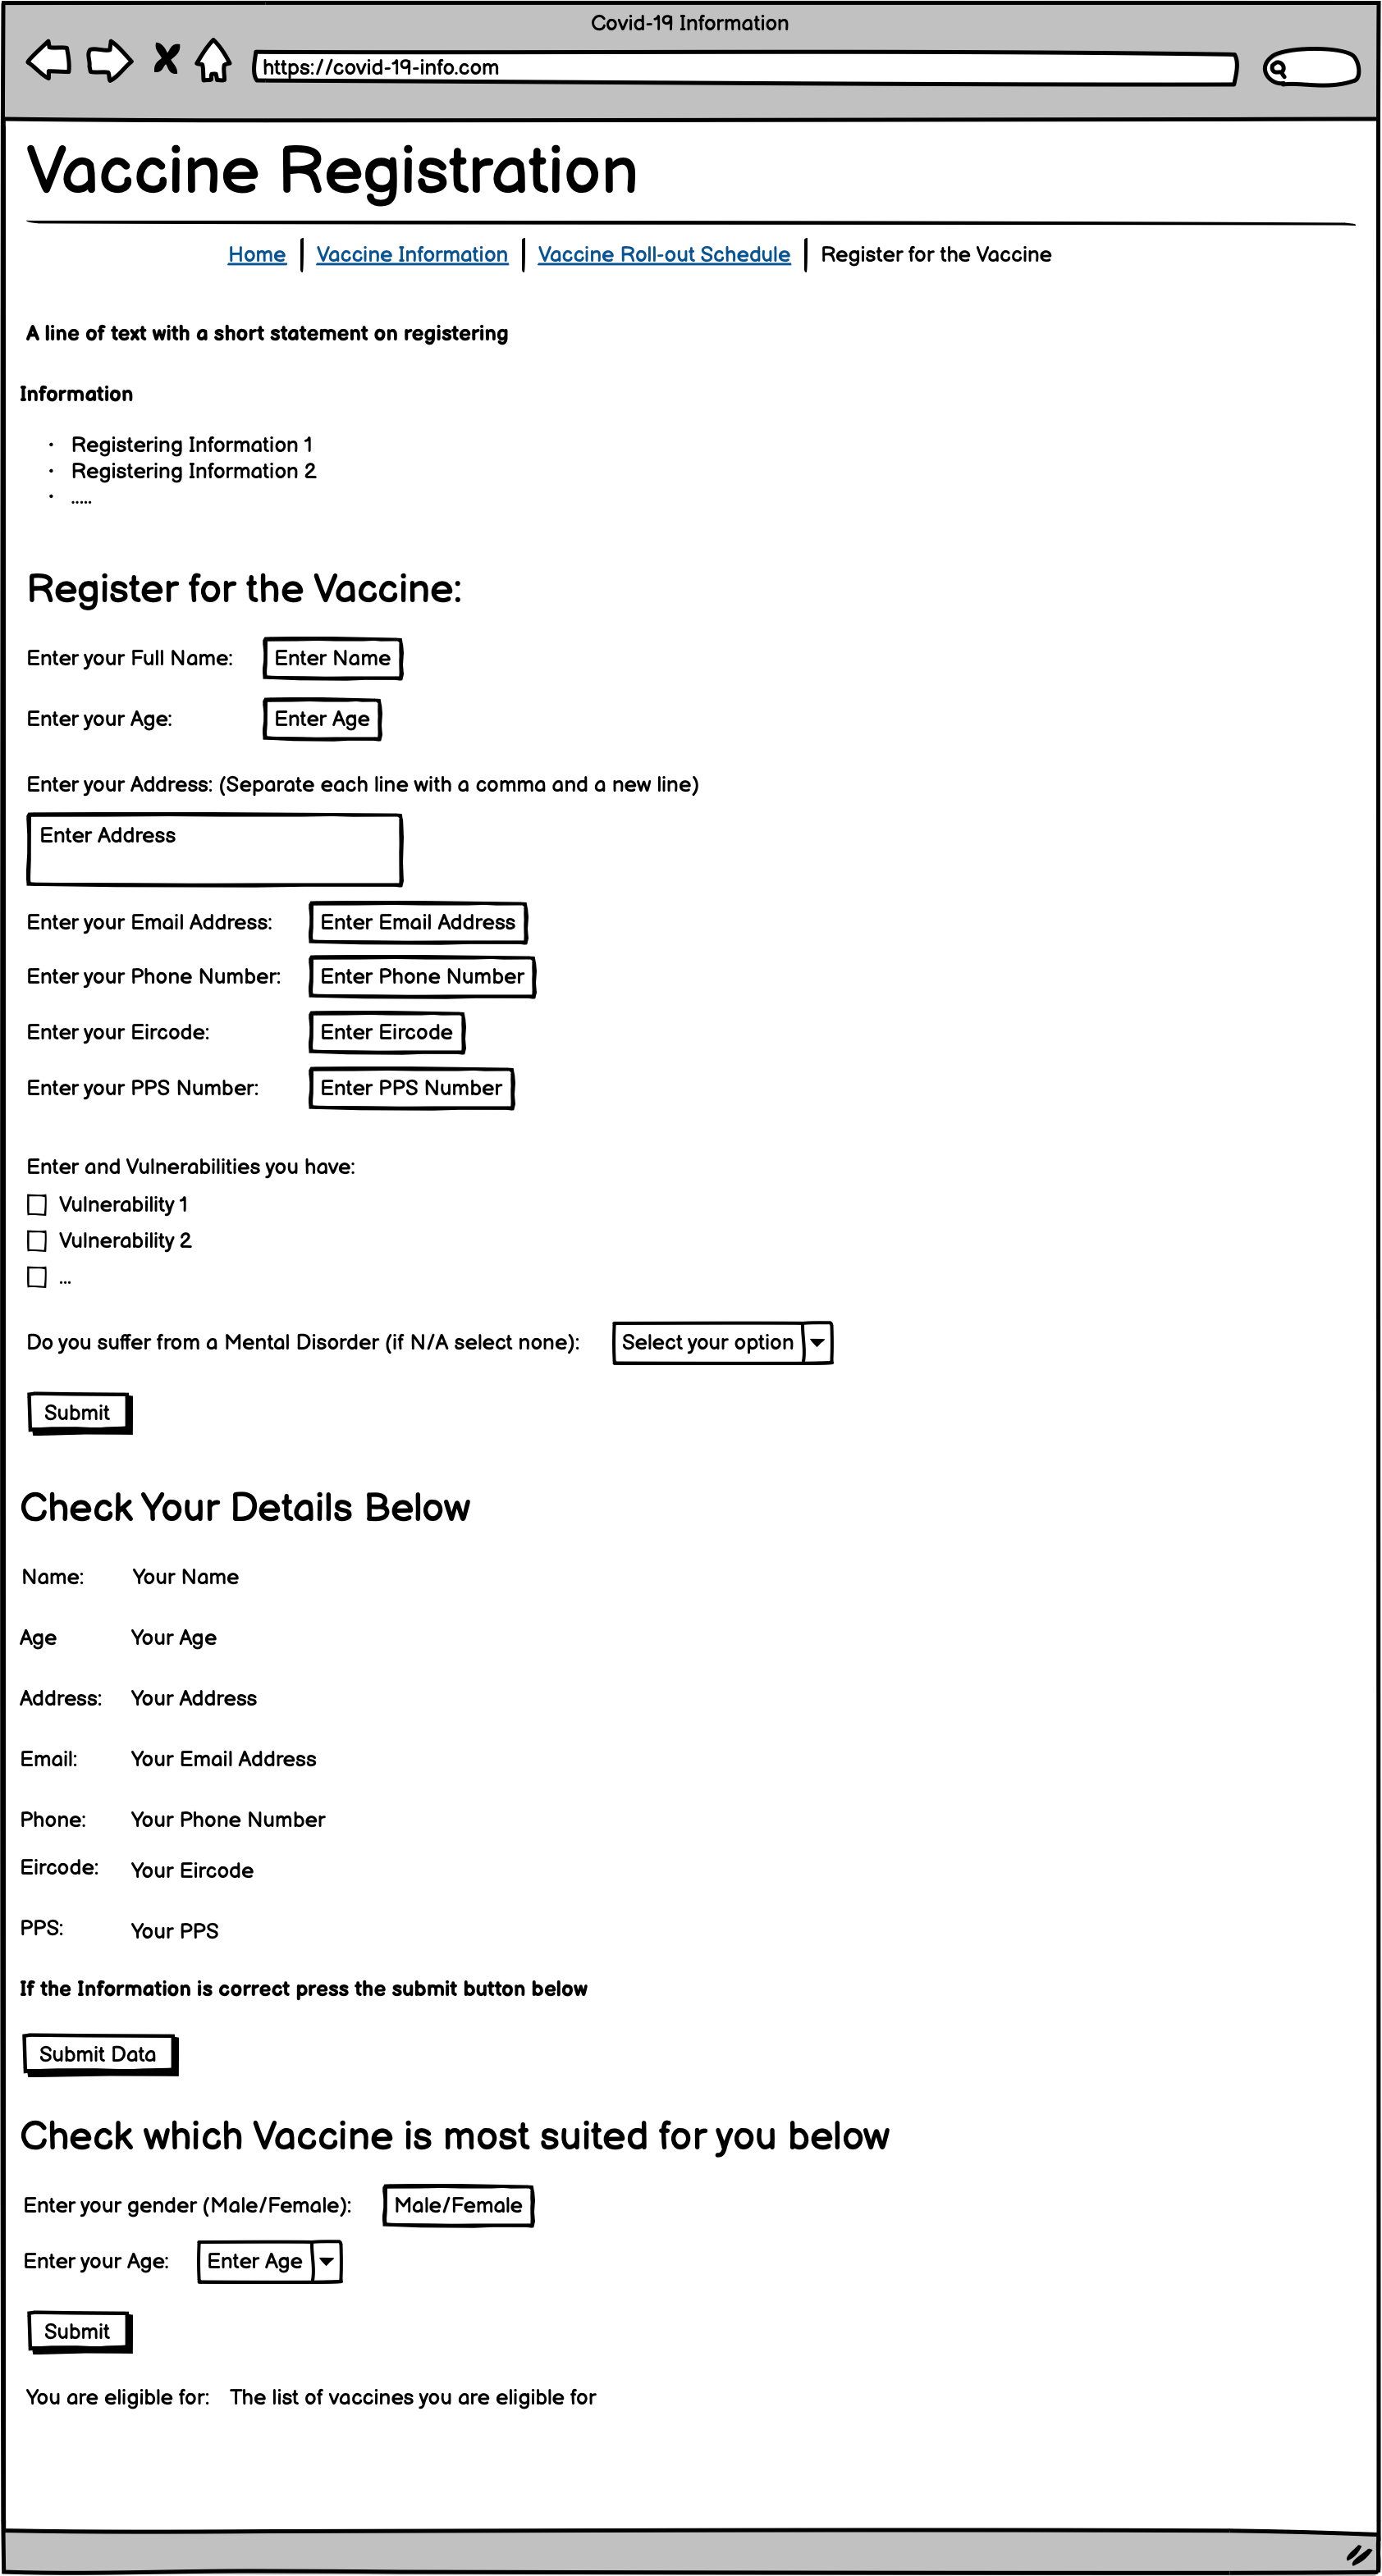 Covid-19 Information
https://covid-19-info.com
Vaccine Registration
Home Vaccine Information Vaccine Roll-out Schedule Register for the Vaccine
A line of text with a short statement on registering
Information
• Registering Information 1
• Registering Information 2
• .....
Register for the Vaccine:
Enter your Full Name: Enter Name
Enter your Age: Enter Age
Enter your Address: (Separate each line with a comma and a new line)
Enter Address
Enter your Email Address: Enter Email Address
Enter your Phone Number: Enter Phone Number
Enter your Eircode: Enter Eircode
Enter your PPS Number: Enter PPS Number
Enter and Vulnerabilities you have:
Vulnerability 1
Vulnerability 2
...
Do you suffer from a Mental Disorder (if N/A select none): Select your option
Submit
Check Your Details Below
Name: Your Name
Age Your Age
Address: Your Address
Email: Your Email Address
Phone: Your Phone Number
Eircode: Your Eircode
PPS: Your PPS
If the Information is correct press the submit button below
Submit Data
Check which Vaccine is most suited for you below
Enter your gender (Male/Female): Male/Female
Enter your Age: Enter Age
Submit
You are eligible for: The list of vaccines you are eligible for